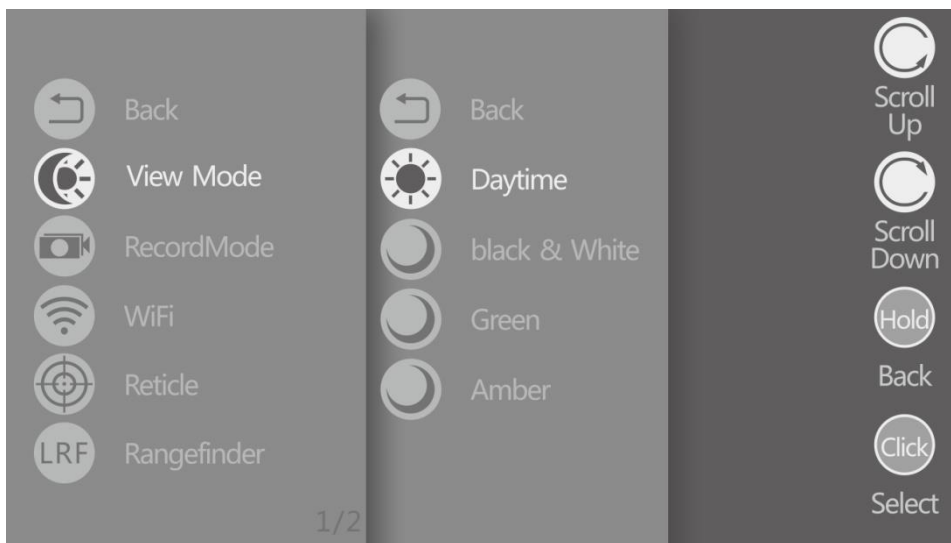 Back
View Mode
RecordMode
WiFi
Reticle
LRF Rangefinder
1/2
Back
Daytime
black & White
Green
Amber
Scroll
Up
Scroll
Down
Hold
Back
Click
Select